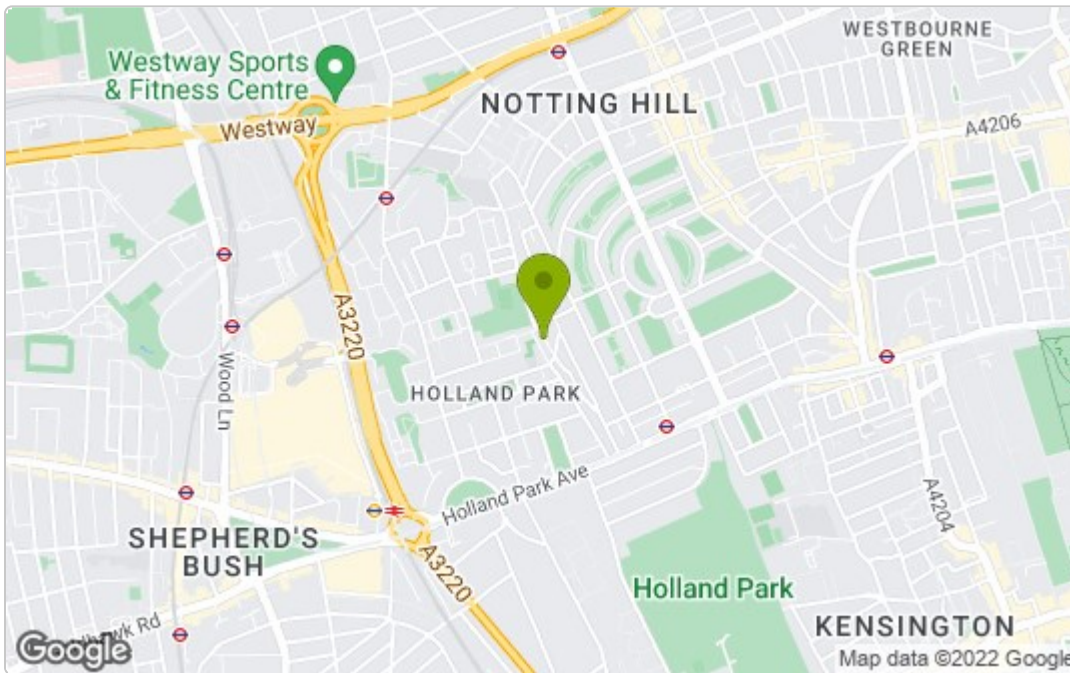 WESTBOURNE
GREEN
Westway Sports
& Fitness Centre
NOTTING HILL
A4206
Westway
A3220
HOLLAND PARK
Wood Ln
Holland Park Ave
A4204
SHEPHERD'S
BUSH
A3220
Holland Park
KENSINGTON
Rd
Google
Map data ©2022 Google